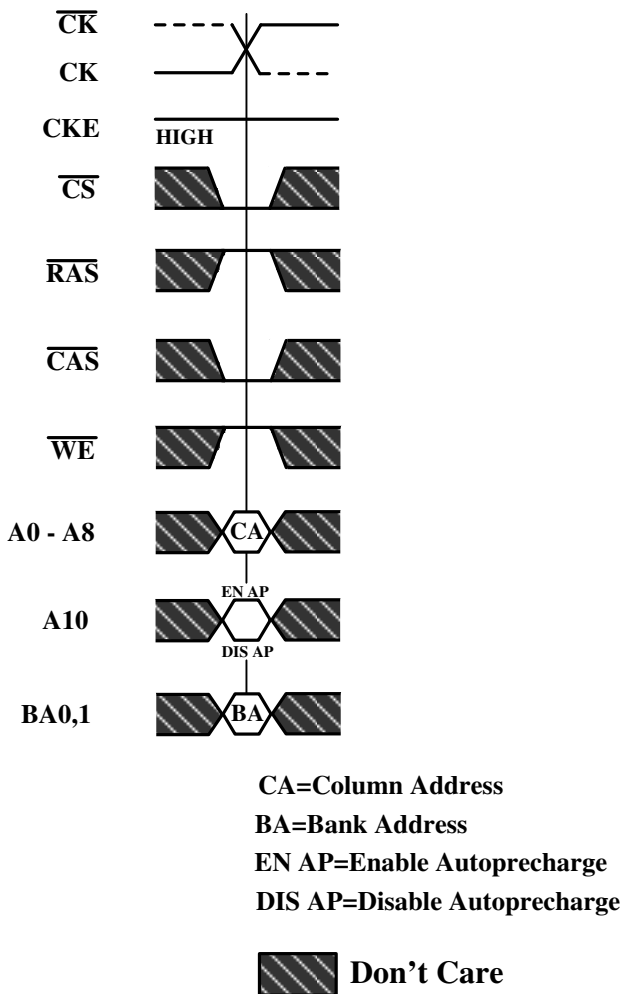 CK
CK
CKE
HIGH
CS
RAS
CAS
WE
A0 - A8
CA
EN AP
A10
DIS AP
BA0,1
BA
CA=Column Address
BA=Bank Address
EN AP=Enable Autoprecharge
DIS AP=Disable Autoprecharge
Don't Care